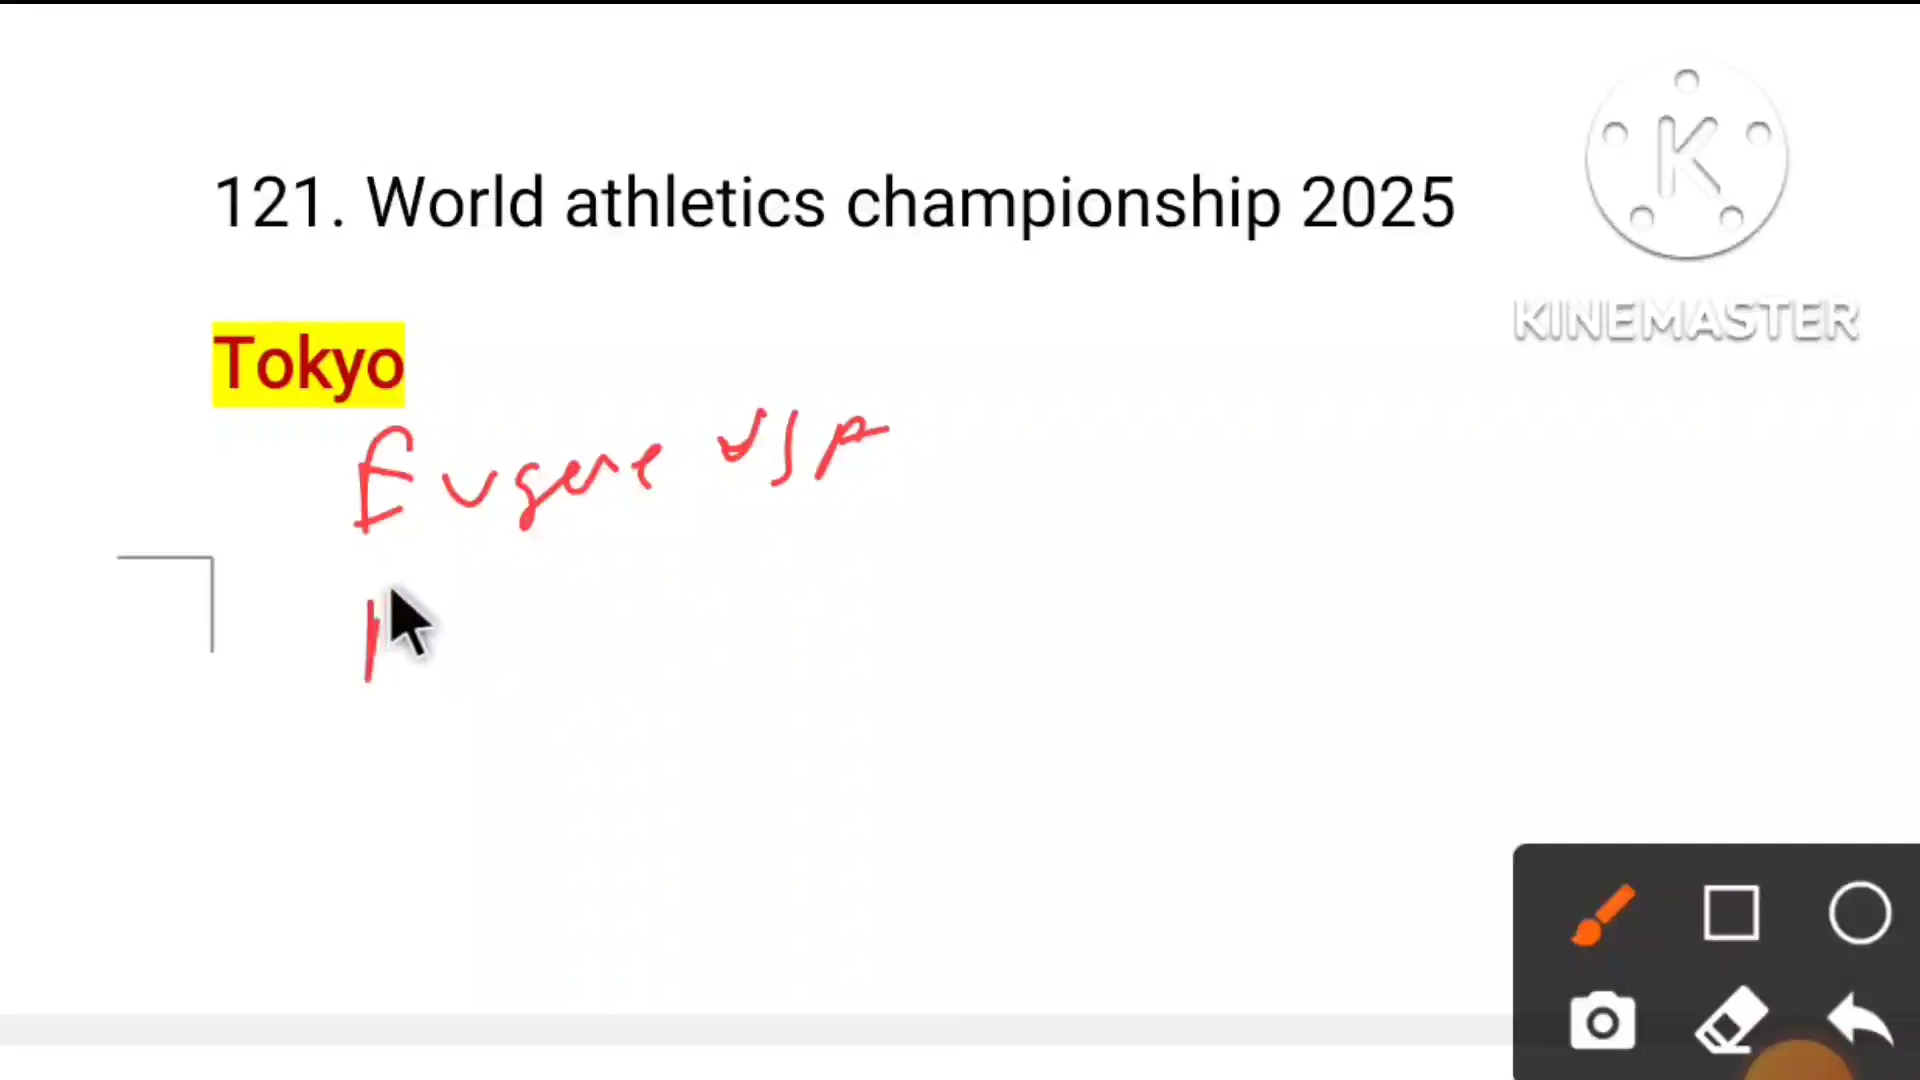 121. World athletics championship 2025
K
KINEMASTER
Tokyo
Eugene USA